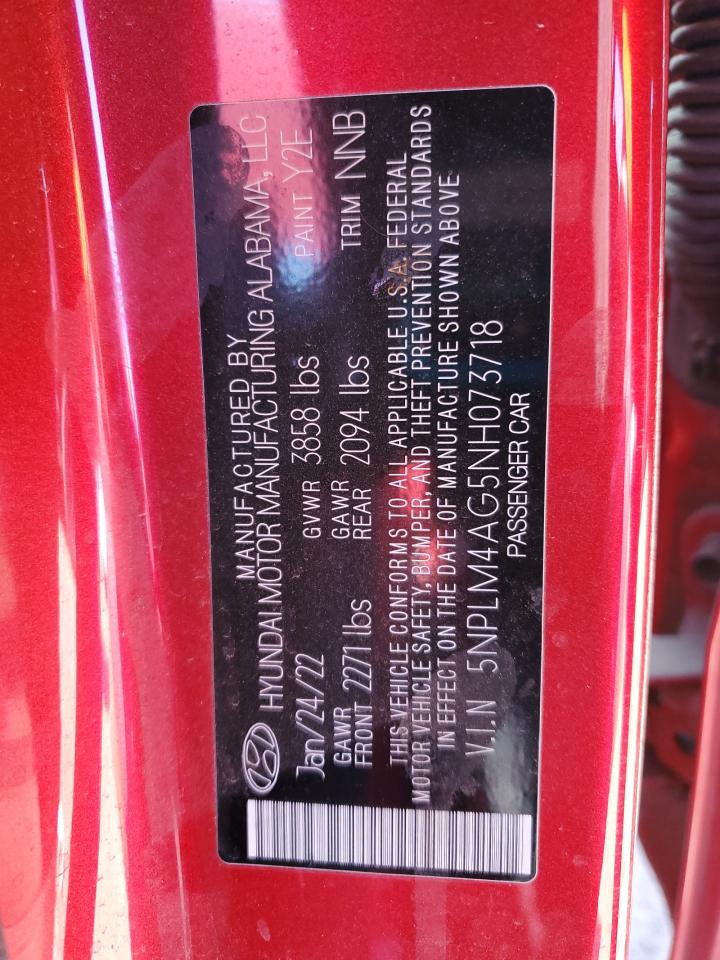 MANUFACTURED BY
HYUNDAI MOTOR MANUFACTURING ALABAMA, LLC
Jan/24/22 GVWR 3858 lbs PAINT Y2E
GAWR FRONT 2271 lbs GAWR REAR 2094 lbs TRIM NNB
THIS VEHICLE CONFORMS TO ALL APPLICABLE U.S.A. FEDERAL
MOTOR VEHICLE SAFETY, BUMPER, AND THEFT PREVENTION STANDARDS
IN EFFECT ON THE DATE OF MANUFACTURE SHOWN ABOVE.
V.I.N 5NPLM4AG5NH073718
PASSENGER CAR